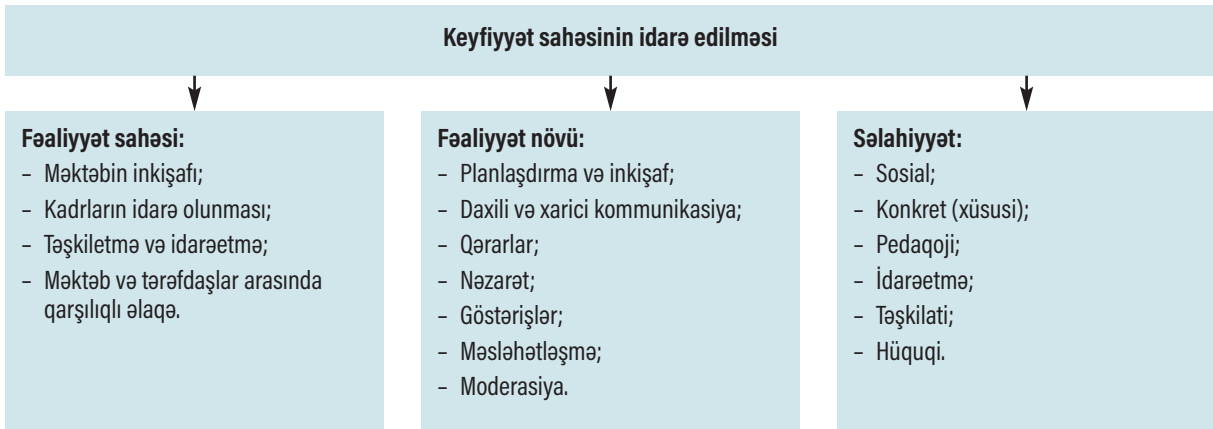 Keyfiyyət sahəsinin idarə edilməsi
Fəaliyyət sahəsi:
– Məktəbin inkişafı;
– Kadrların idarə olunması;
– Təşkiletmə və idarəetmə;
– Məktəb və tərəfdaşlar arasında
qarşılıqlı əlaqə.
Fəaliyyət növü:
– Planlaşdırma və inkişaf;
– Daxili və xarici kommunikasiya;
– Qərarlar;
– Nəzarət;
– Göstərişlər;
– Məsləhətləşmə;
– Moderasiya.
Səlahiyyət:
– Sosial;
– Konkret (xüsusi);
– Pedaqoji;
– İdarəetmə;
– Təşkilati;
– Hüquqi.